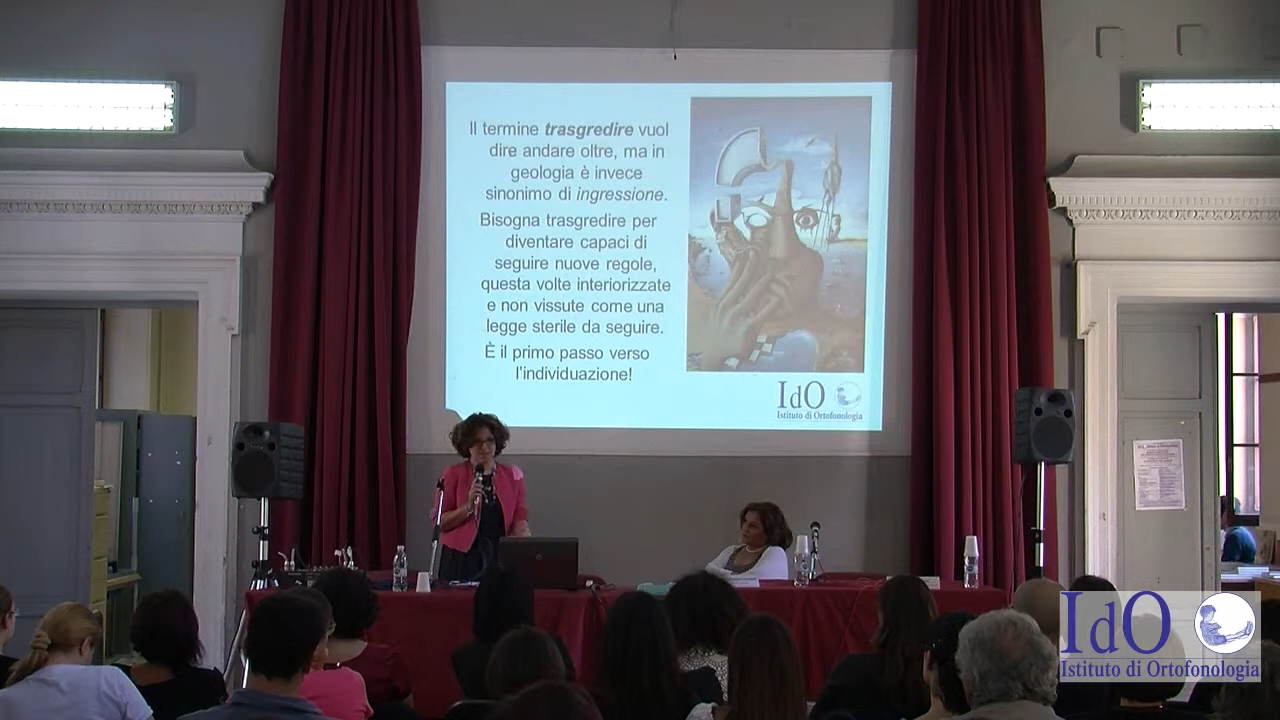 Il termine trasgredire vuol
dire andare oltre, ma in
geologia è invece
sinonimo di ingressione.
Bisogna trasgredire per
diventare capaci di
seguire nuove regole,
questa volte interiorizzate
e non vissute come una
legge sterile da seguire.
È il primo passo verso
l'individuazione!
IdO
Istituto di Ortofonologia
IdO
Istituto di Ortofonologia